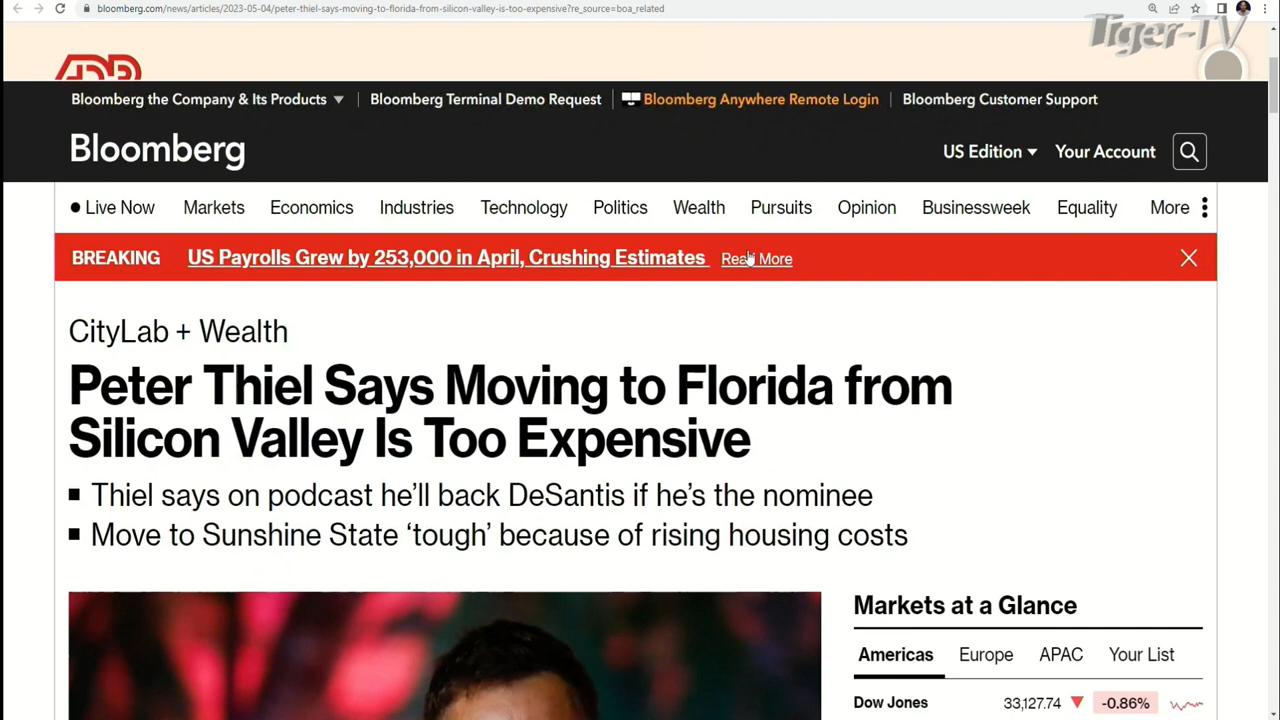 bloomberg.com/news/articles/2023-05-04/peter-thiel-says-moving-to-florida-from-silicon-valley-is-too-expensive?re_source=boa_related
Tiger-TV
ADP
Bloomberg the Company & Its Products Bloomberg Terminal Demo Request Bloomberg Anywhere Remote Login Bloomberg Customer Support
Bloomberg US Edition Your Account
Live Now Markets Economics Industries Technology Politics Wealth Pursuits Opinion Businessweek Equality More
BREAKING US Payrolls Grew by 253,000 in April, Crushing Estimates Read More
CityLab + Wealth
Peter Thiel Says Moving to Florida from
Silicon Valley Is Too Expensive
Thiel says on podcast he'll back DeSantis if he's the nominee
Move to Sunshine State ‘tough’ because of rising housing costs
Markets at a Glance
Americas Europe APAC Your List
Dow Jones 33,127.74 -0.86%